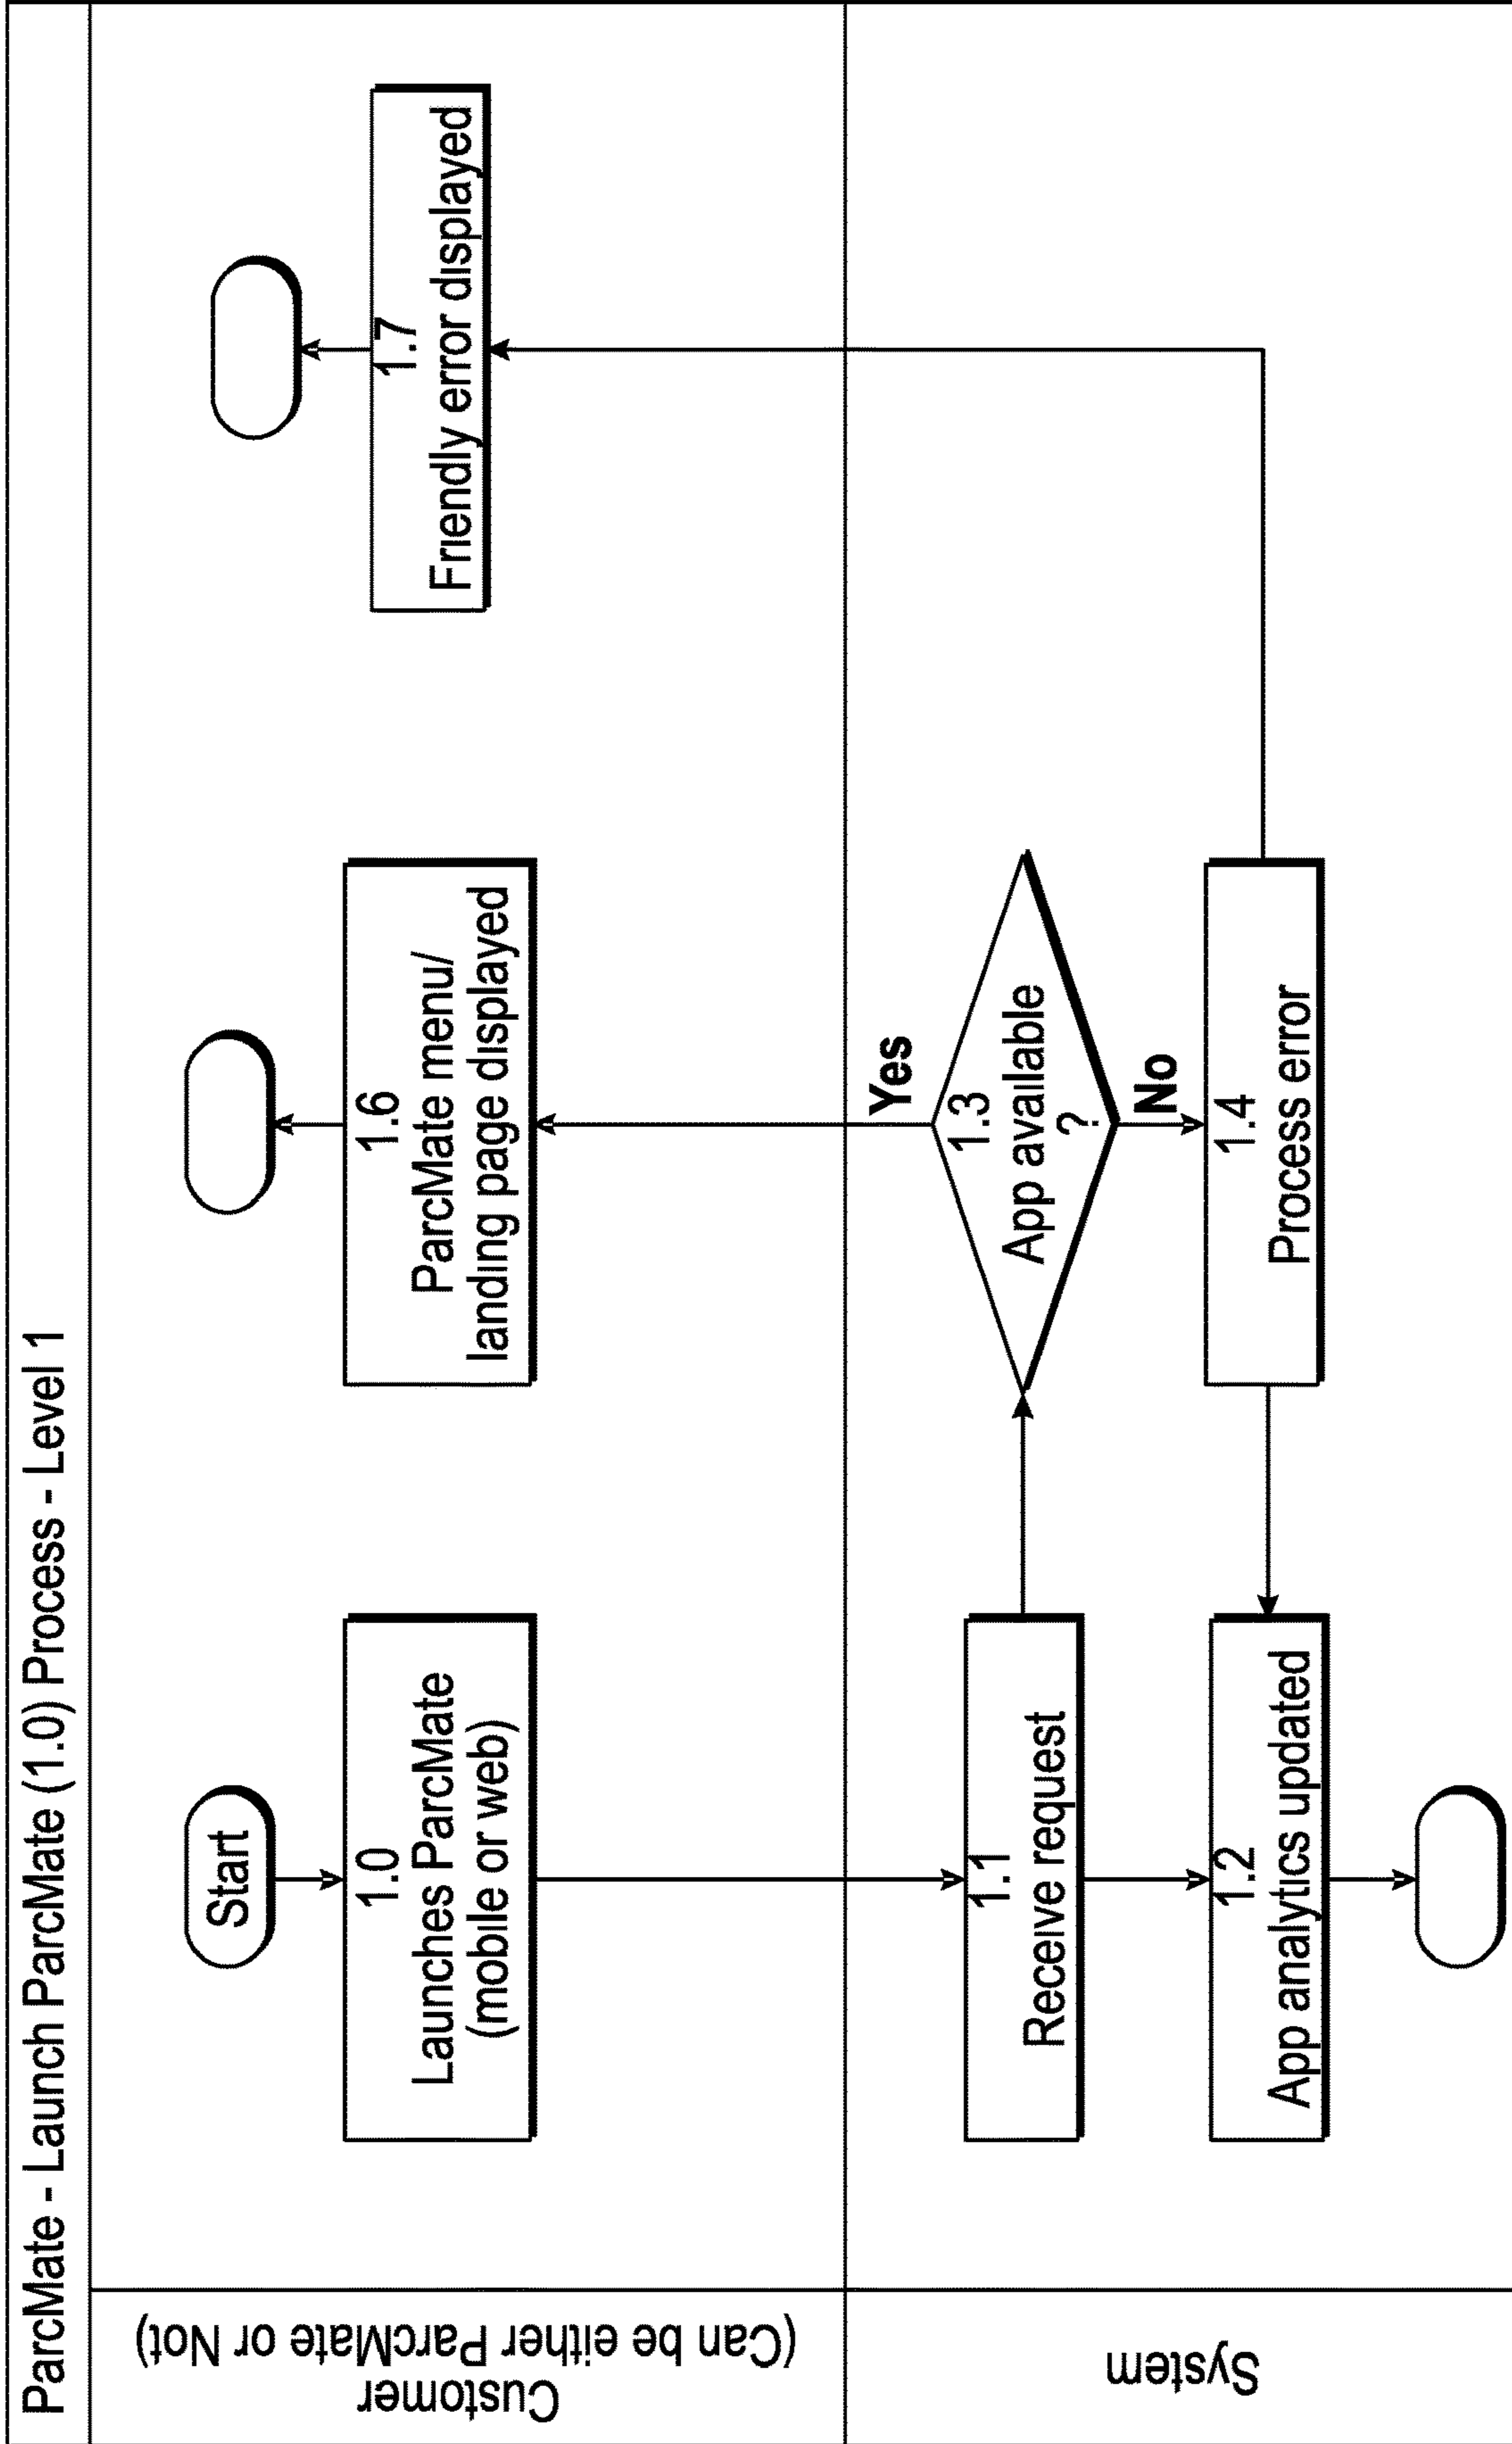 ParcMate - Launch ParcMate (1.0) Process - Level 1
Customer
(Can be either ParcMate or Not)
Start
1.0
Launches ParcMate
(mobile or web)
1.6
ParcMate menu/
landing page displayed
1.7
Friendly error displayed
System
1.1
Receive request
1.2
App analytics updated
Yes
1.3
App available
?
No
1.4
Process error